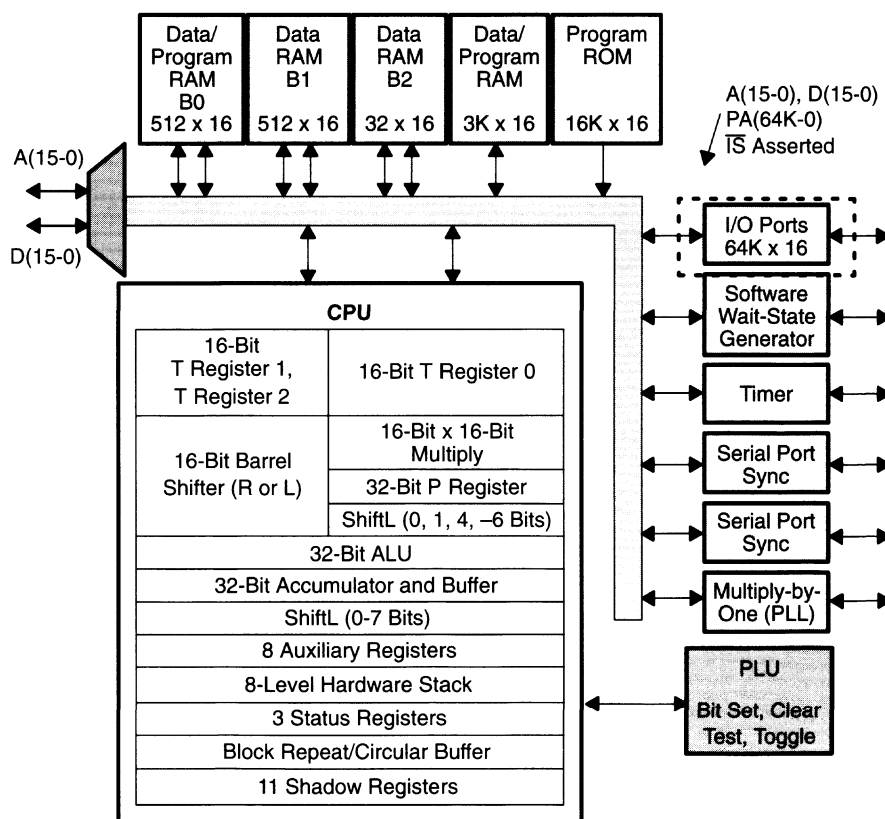 Data/
Program
RAM
B0
512 x 16
Data
RAM
B1
512 x 16
Data
RAM
B2
32 x 16
Data/
Program
RAM
3K x 16
Program
ROM
16K x 16
A(15-0), D(15-0)
PA(64K-0)
IS Asserted
A(15-0)
D(15-0)
I/O Ports
64K x 16
Software
Wait-State
Generator
Timer
Serial Port
Sync
Serial Port
Sync
Multiply-by-
One (PLL)
CPU
16-Bit
T Register 1,
T Register 2
16-Bit T Register 0
16-Bit Barrel
Shifter (R or L)
16-Bit x 16-Bit
Multiply
32-Bit P Register
ShiftL (0, 1, 4, –6 Bits)
32-Bit ALU
32-Bit Accumulator and Buffer
ShiftL (0-7 Bits)
8 Auxiliary Registers
8-Level Hardware Stack
3 Status Registers
Block Repeat/Circular Buffer
11 Shadow Registers
PLU
Bit Set, Clear
Test, Toggle